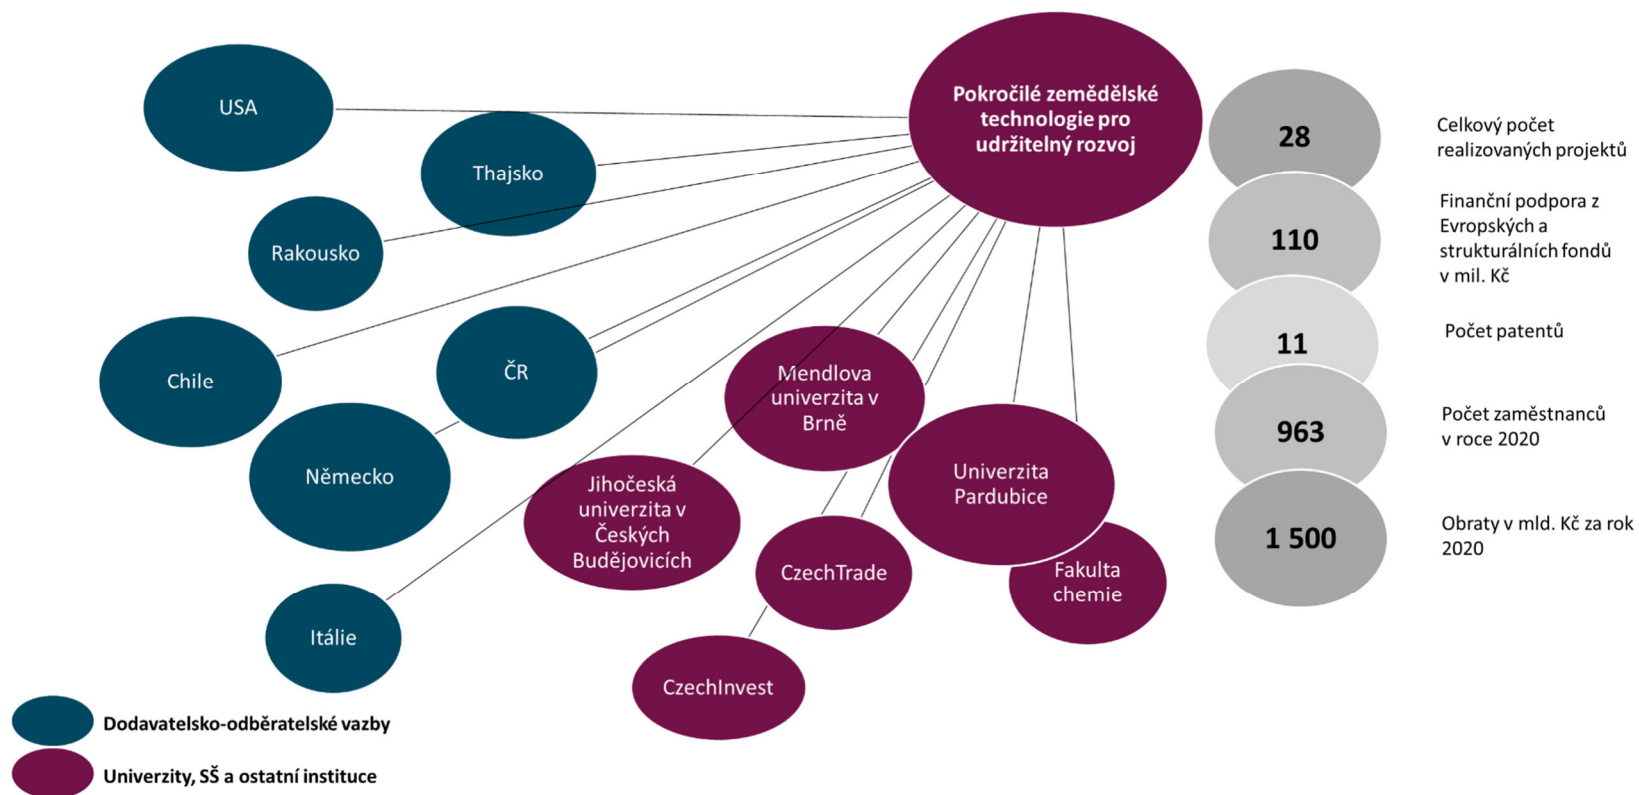 USA
Thajsko
Rakousko
Chile
ČR
Německo
Itálie
Pokročilé zemědělské
technologie pro
udržitelný rozvoj
Mendlova
univerzita v
Brně
Jihočeská
univerzita v
Českých
Budějovicích
Univerzita
Pardubice
CzechTrade
Fakulta
chemie
CzechInvest
28
Celkový počet
realizovaných projektů
110
Finanční podpora z
Evropských a
strukturálních fondů
v mil. Kč
11
Počet patentů
963
Počet zaměstnanců
v roce 2020
1 500
Obraty v mld. Kč za rok
2020
Dodavatelsko-odběratelské vazby
Univerzity, SŠ a ostatní instituce